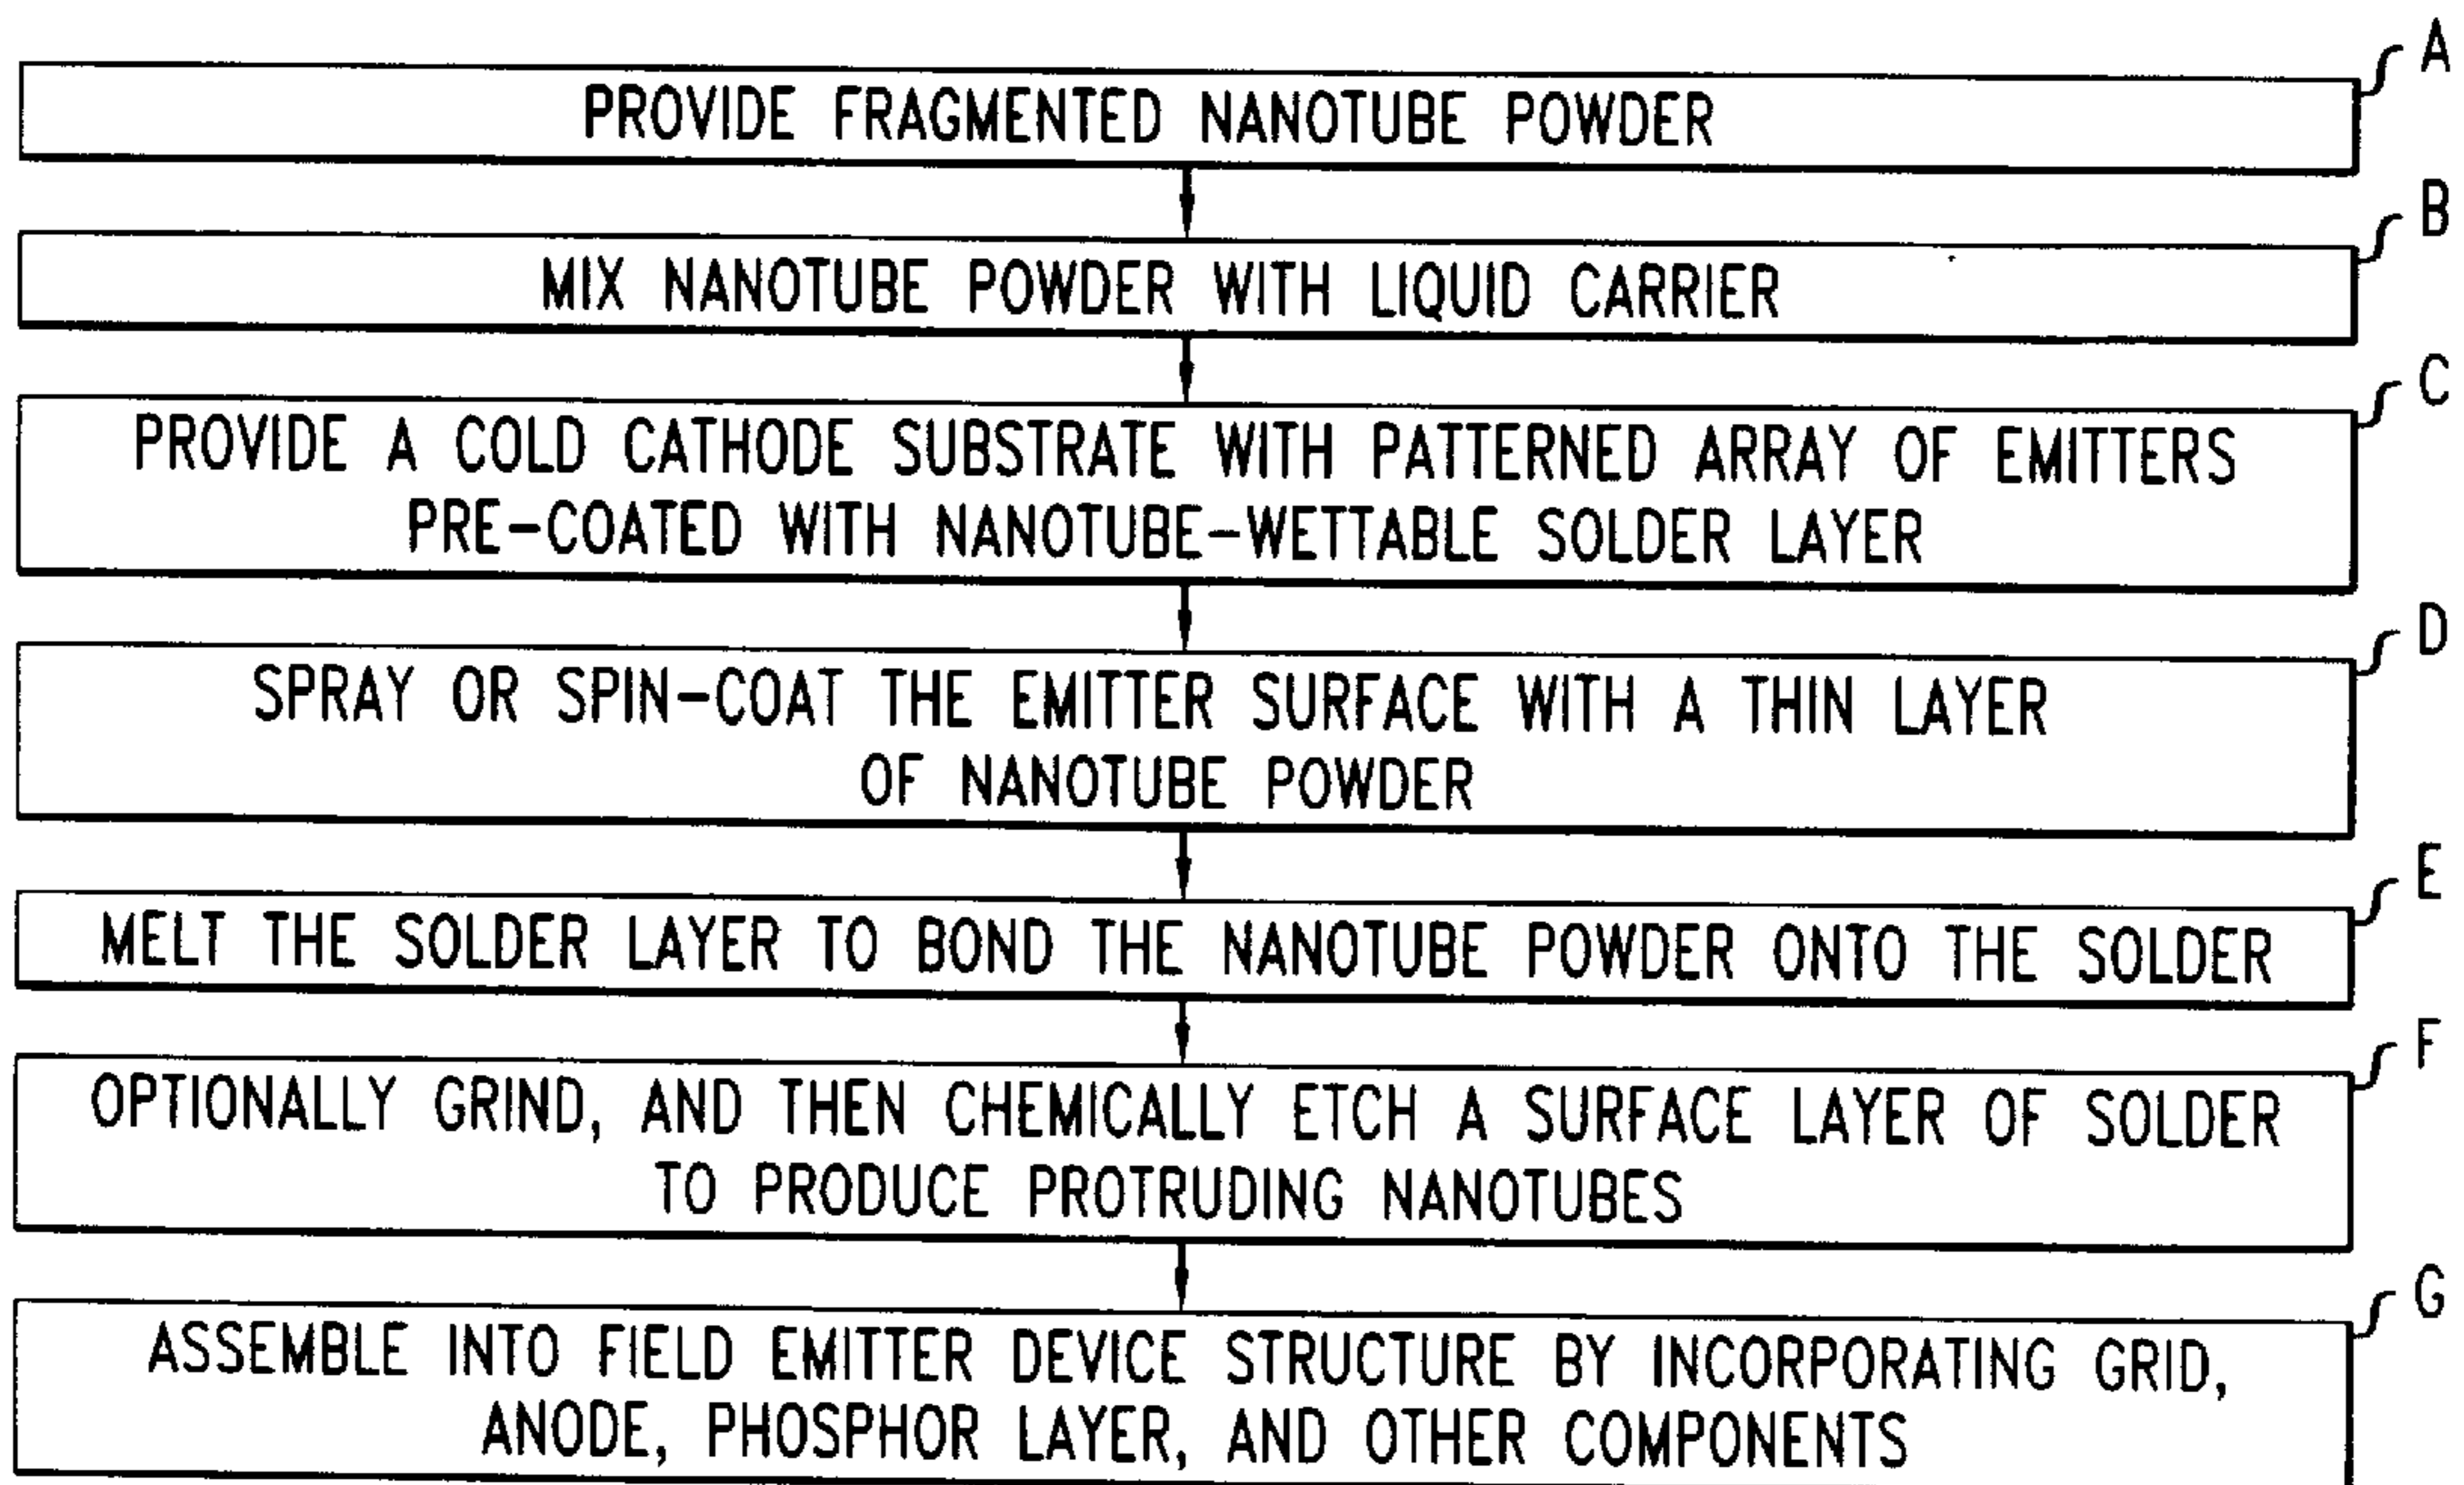 A
PROVIDE FRAGMENTED NANOTUBE POWDER
B
MIX NANOTUBE POWDER WITH LIQUID CARRIER
C
PROVIDE A COLD CATHODE SUBSTRATE WITH PATTERNED ARRAY OF EMITTERS
PRE-COATED WITH NANOTUBE-WETTABLE SOLDER LAYER
D
SPRAY OR SPIN-COAT THE EMITTER SURFACE WITH A THIN LAYER
OF NANOTUBE POWDER
E
MELT THE SOLDER LAYER TO BOND THE NANOTUBE POWDER ONTO THE SOLDER
F
OPTIONALLY GRIND, AND THEN CHEMICALLY ETCH A SURFACE LAYER OF SOLDER
TO PRODUCE PROTRUDING NANOTUBES
G
ASSEMBLE INTO FIELD EMITTER DEVICE STRUCTURE BY INCORPORATING GRID,
ANODE, PHOSPHOR LAYER, AND OTHER COMPONENTS